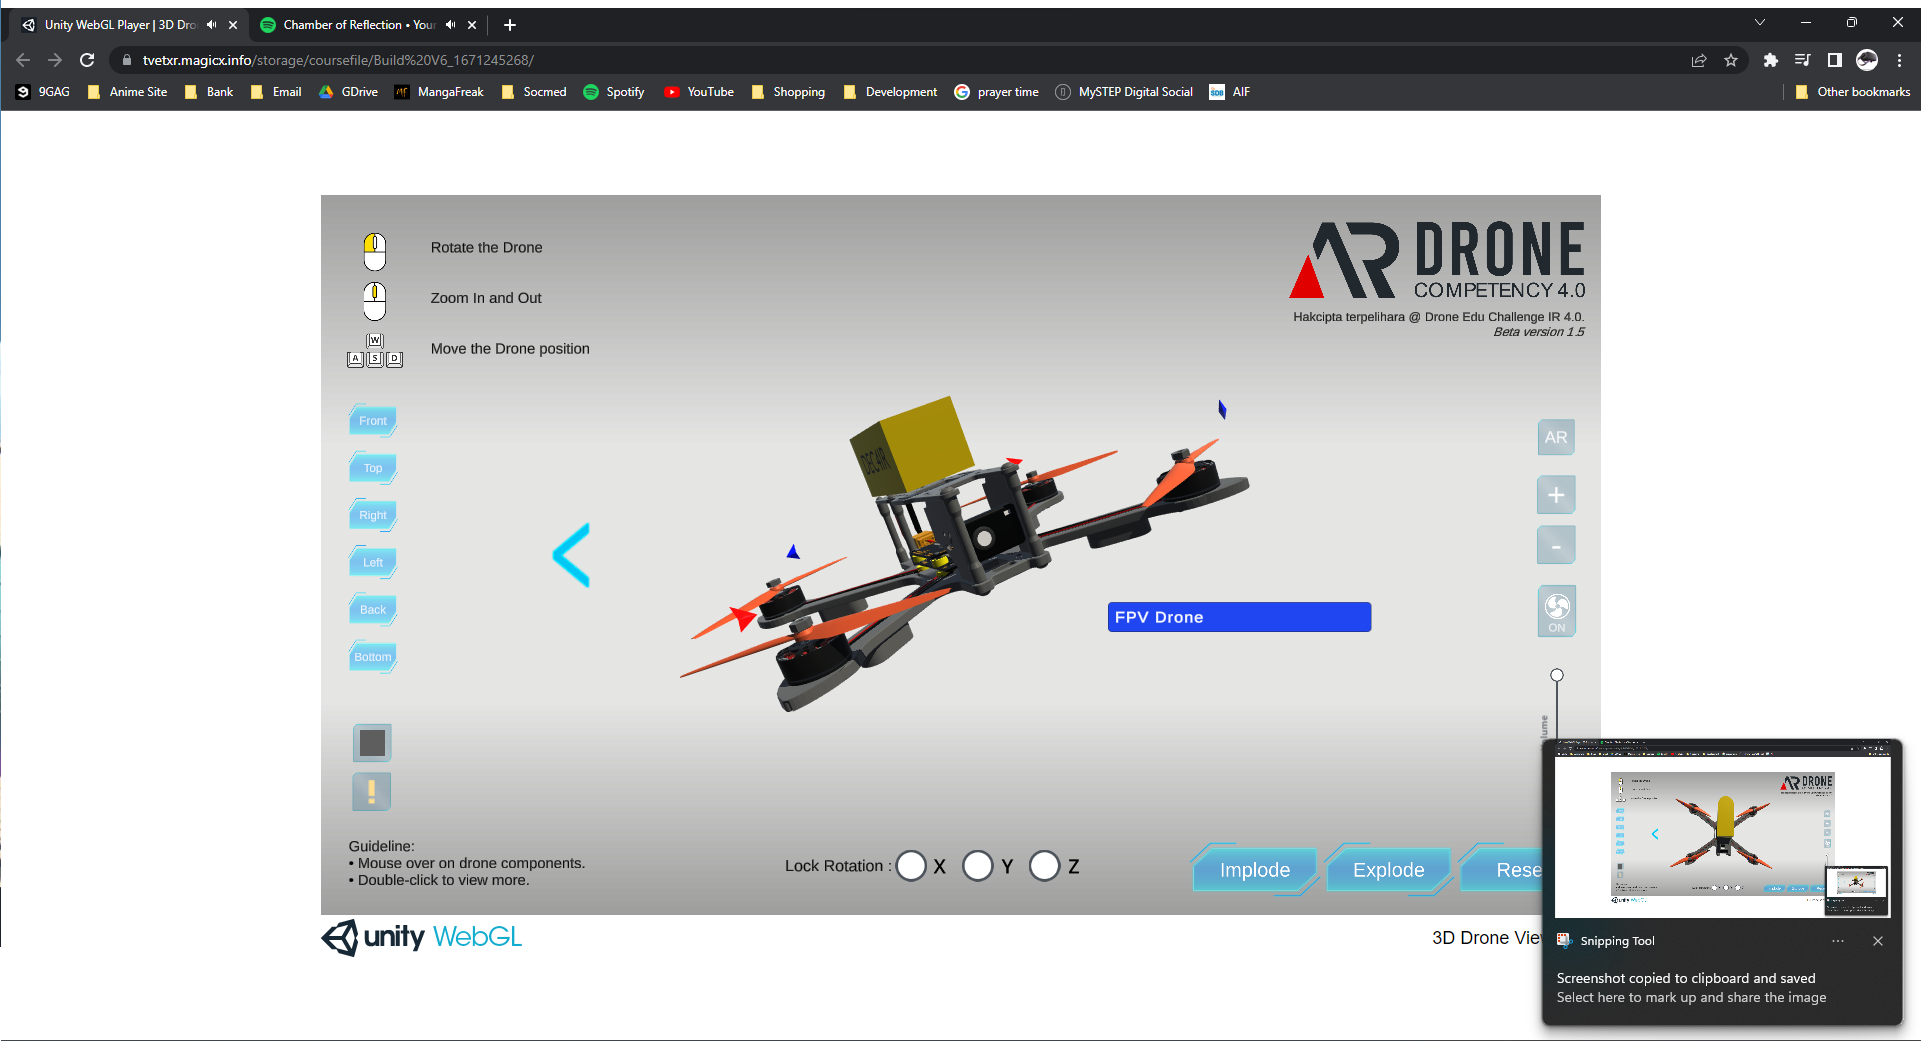 Unity WebGL Player | 3D Dro
Chamber of Reflection • Your
tvetxr.magicx.info/storage/coursefile/Build%20V6_1671245268/
9GAG
Anime Site
Bank
Email
GDrive
MangaFreak
Socmed
Spotify
YouTube
Shopping
Development
prayer time
MySTEP Digital Social
AIF
Other bookmarks
Rotate the Drone
Zoom In and Out
W
A S D
Move the Drone position
AR DRONE
COMPETENCY 4.0
Hakcipta terpelihara @ Drone Edu Challenge IR 4.0.
Beta version 1.5
Front
Top
Right
Left
Back
Bottom
DECAIR
FPV Drone
AR
+
-
ON
lume
Guideline:
• Mouse over on drone components.
• Double-click to view more.
Lock Rotation : X Y Z
Implode
Explode
Rese
unity WebGL
3D Drone Vie
AR DRONE
Snipping Tool
Screenshot copied to clipboard and saved
Select here to mark up and share the image